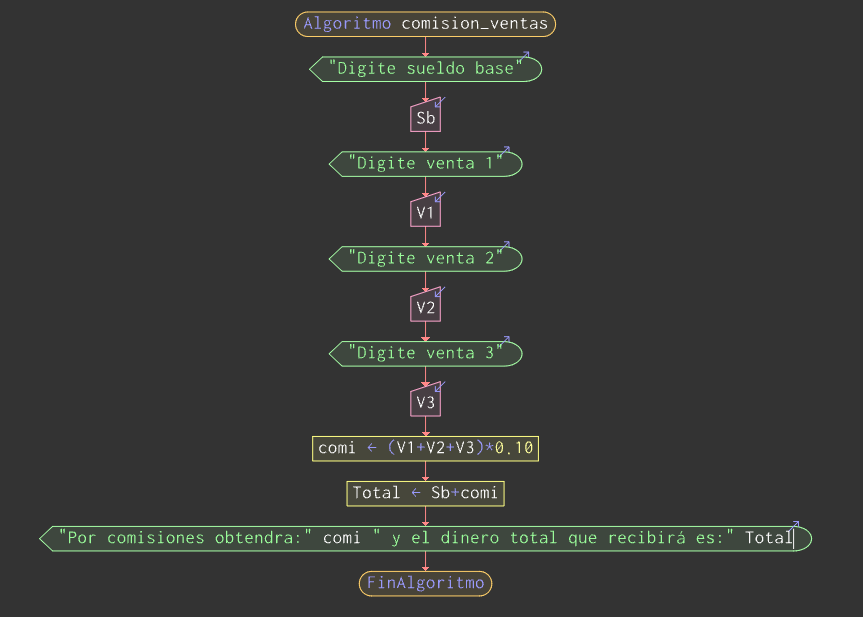 Algoritmo comision_ventas
"Digite sueldo base"
Sb
"Digite venta 1"
V1
"Digite venta 2"
V2
"Digite venta 3"
V3
comi ← (V1+V2+V3)*0.10
Total ← Sb+comi
"Por comisiones obtendra:" comi " y el dinero total que recibirá es:" Total
FinAlgoritmo